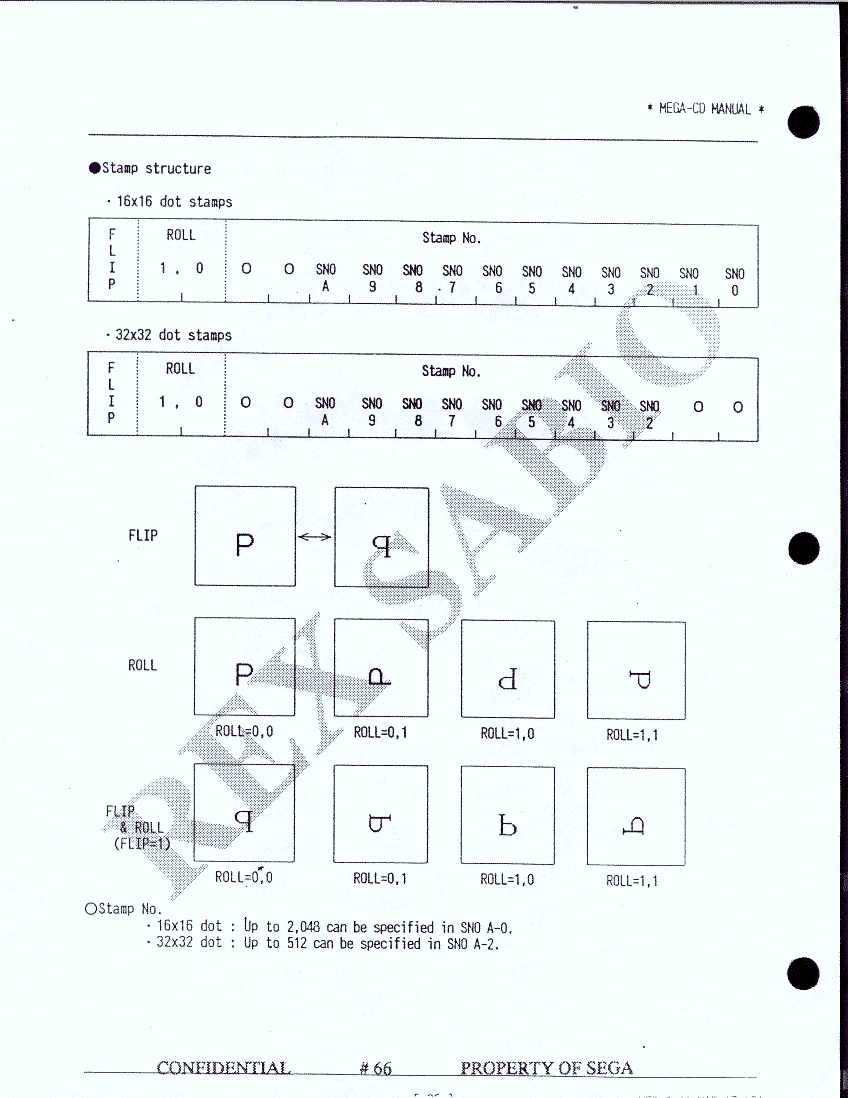 * MEGA-CD MANUAL *
●Stamp structure
· 16x16 dot stamps
F L I P ROLL Stamp No.
1 , 0 0 0 SNO A SNO 9 SNO 8 SNO 7 SNO 6 SNO 5 SNO 4 SNO 3 SNO 2 SNO 1 SNO 0
· 32x32 dot stamps
F L I P ROLL Stamp No.
1 , 0 0 0 SNO A SNO 9 SNO 8 SNO 7 SNO 6 SNO 5 SNO 4 SNO 3 SNO 2 0 0
FLIP P ↔ P
ROLL P P P P
ROLL=0,0 ROLL=0,1 ROLL=1,0 ROLL=1,1
FLIP
& ROLL
(FLIP=1)
P P P P
ROLL=0,0 ROLL=0,1 ROLL=1,0 ROLL=1,1
○Stamp No.
· 16x16 dot : Up to 2,048 can be specified in SNO A-0.
· 32x32 dot : Up to 512 can be specified in SNO A-2.
REX SABIO
CONFIDENTIAL #66 PROPERTY OF SEGA